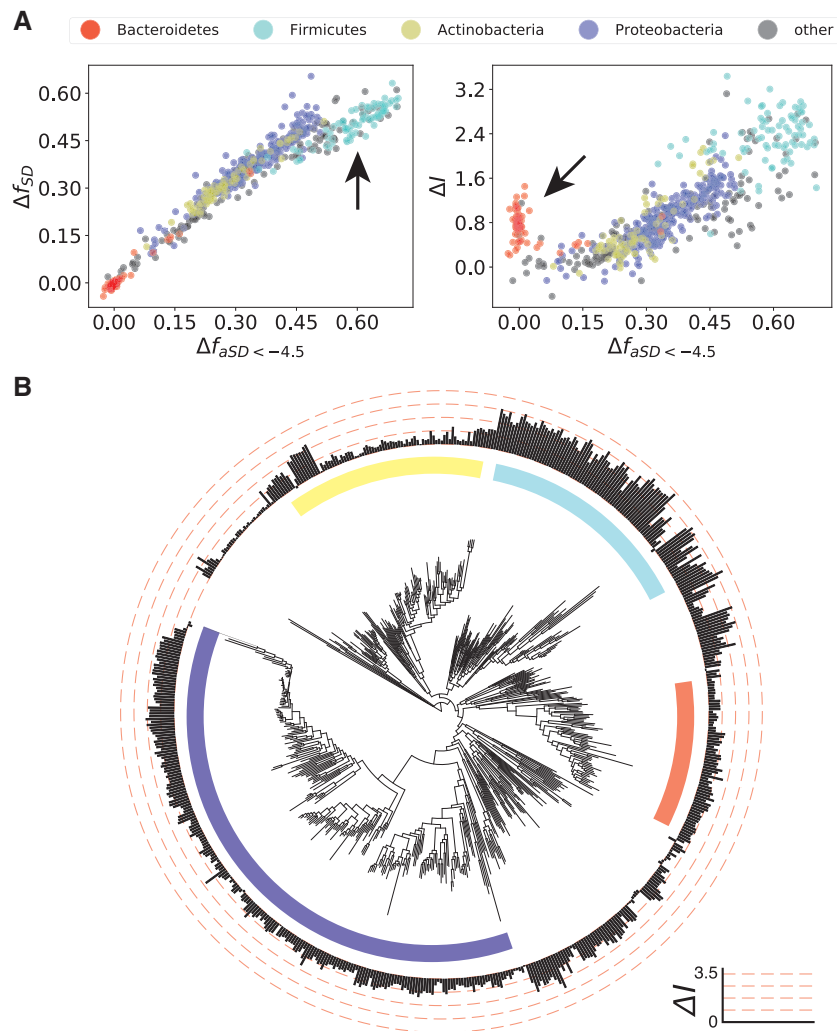 A
Bacteroidetes Firmicutes Actinobacteria Proteobacteria other
0.60
0.45
0.30
0.15
0.00
Δf_SD
0.00 0.15 0.30 0.45 0.60
Δf_aSD < −4.5
3.2
2.4
1.6
0.8
0.0
ΔI
0.00 0.15 0.30 0.45 0.60
Δf_aSD < −4.5
B
3.5
0
ΔI